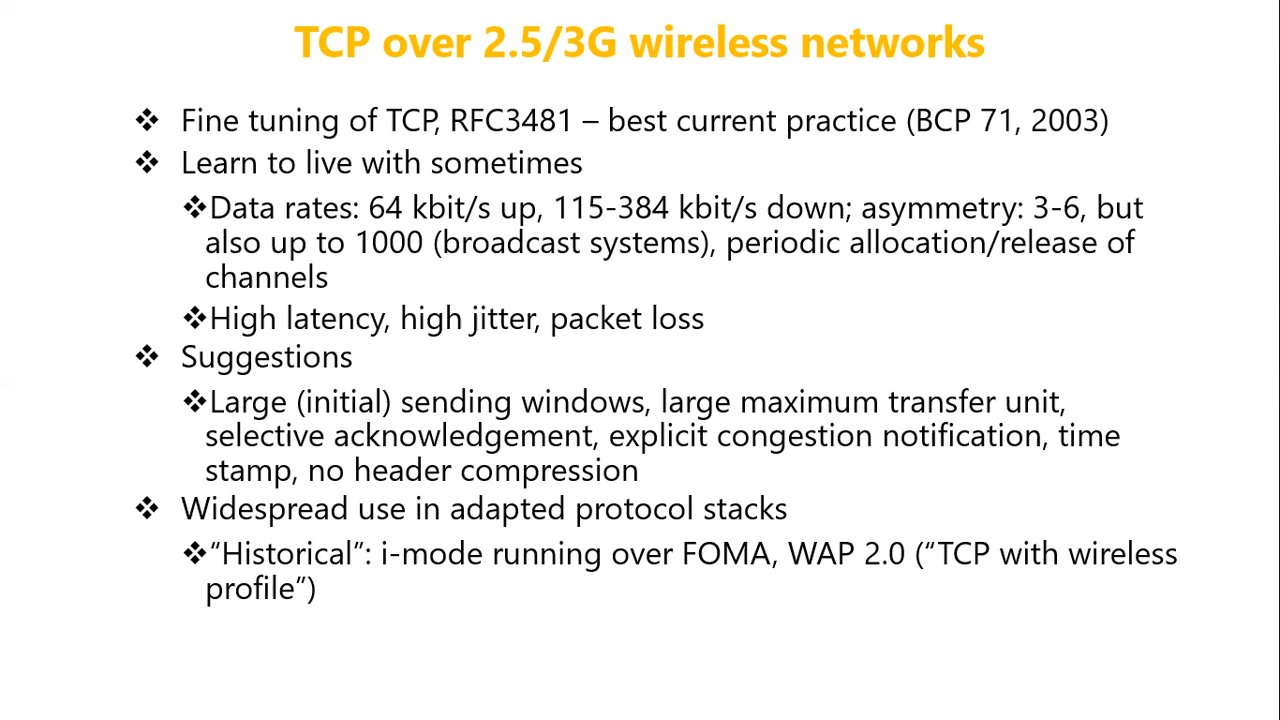 TCP over 2.5/3G wireless networks
❖ Fine tuning of TCP, RFC3481 – best current practice (BCP 71, 2003)
❖ Learn to live with sometimes
❖Data rates: 64 kbit/s up, 115-384 kbit/s down; asymmetry: 3-6, but
also up to 1000 (broadcast systems), periodic allocation/release of
channels
❖High latency, high jitter, packet loss
❖ Suggestions
❖Large (initial) sending windows, large maximum transfer unit,
selective acknowledgement, explicit congestion notification, time
stamp, no header compression
❖ Widespread use in adapted protocol stacks
❖“Historical”: i-mode running over FOMA, WAP 2.0 (“TCP with wireless
profile”)